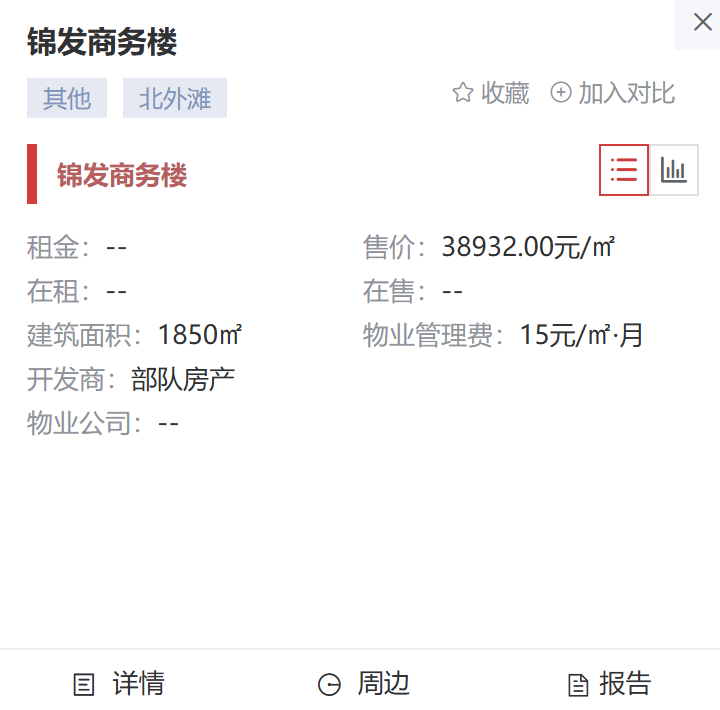 锦发商务楼
其他 北外滩 收藏 加入对比
锦发商务楼
租金：-- 售价：38932.00元/㎡
在租：-- 在售：--
建筑面积：1850㎡ 物业管理费：15元/㎡·月
开发商：部队房产
物业公司：--
详情 周边 报告